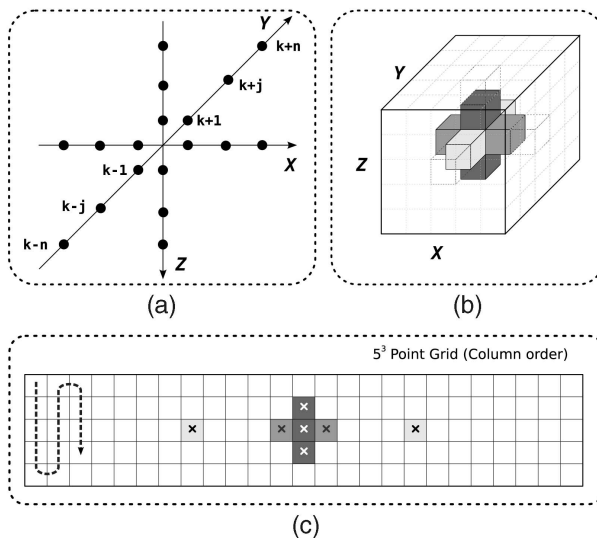 Y
k+n
k+j
k+1
X
k-1
k-j
k-n
Z
(a)
Y
Z
X
(b)
5³ Point Grid (Column order)
× 
× × × × ×
×
(c)